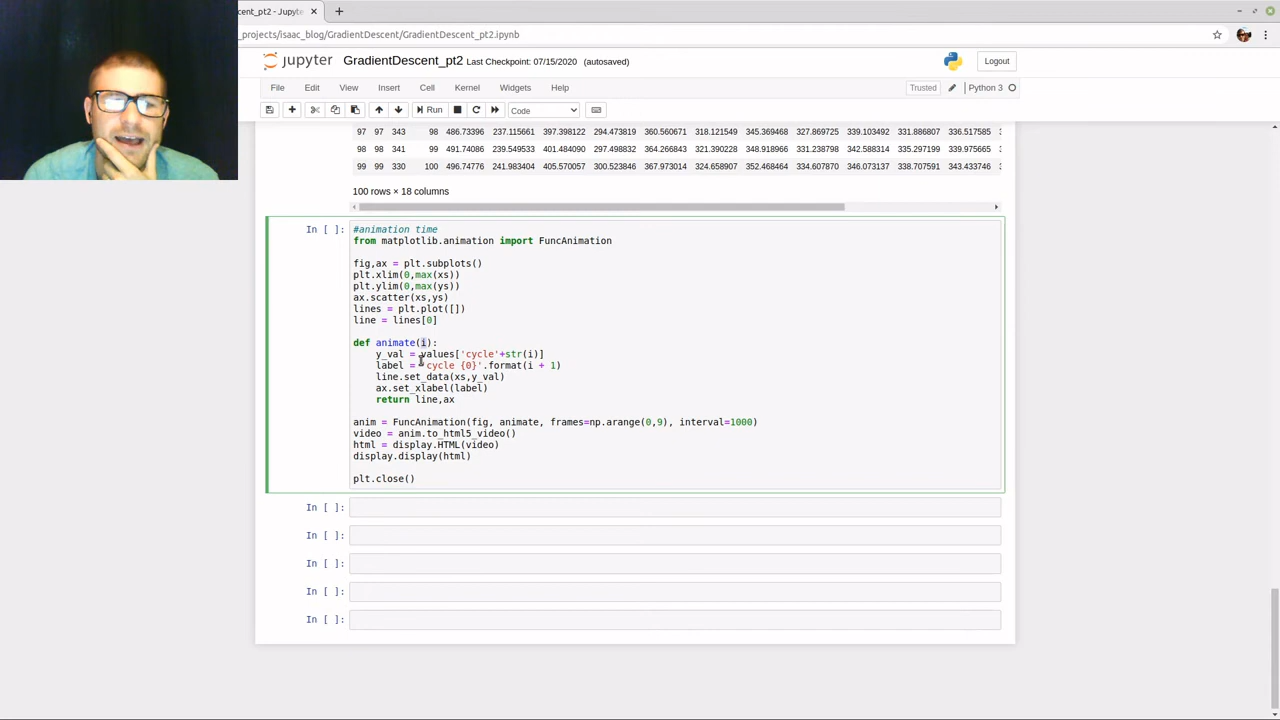 cent_pt2 - Jupyte
_projects/isaac_blog/GradientDescent/GradientDescent_pt2.ipynb
jupyter GradientDescent_pt2 Last Checkpoint: 07/15/2020 (autosaved) Logout
File Edit View Insert Cell Kernel Widgets Help Trusted Python 3
Run Code
97 97 343 98 486.73396 237.115661 397.398122 294.473819 360.560671 318.121549 345.369468 327.869725 339.103492 331.886807 336.517585
98 98 341 99 491.74086 239.549533 401.484090 297.498832 364.266843 321.390228 348.918966 331.238798 342.588314 335.297199 339.975665
99 99 330 100 496.74776 241.983404 405.570057 300.523846 367.973014 324.658907 352.468464 334.607870 346.073137 338.707591 343.433746
100 rows × 18 columns
In [ ]: #animation time
from matplotlib.animation import FuncAnimation
fig,ax = plt.subplots()
plt.xlim(0,max(xs))
plt.ylim(0,max(ys))
ax.scatter(xs,ys)
lines = plt.plot([])
line = lines[0]
def animate(i):
y_val = values['cycle'+str(i)]
label = 'cycle {0}'.format(i + 1)
line.set_data(xs,y_val)
ax.set_xlabel(label)
return line,ax
anim = FuncAnimation(fig, animate, frames=np.arange(0,9), interval=1000)
video = anim.to_html5_video()
html = display.HTML(video)
display.display(html)
plt.close()
In [ ]:
In [ ]:
In [ ]:
In [ ]:
In [ ]: